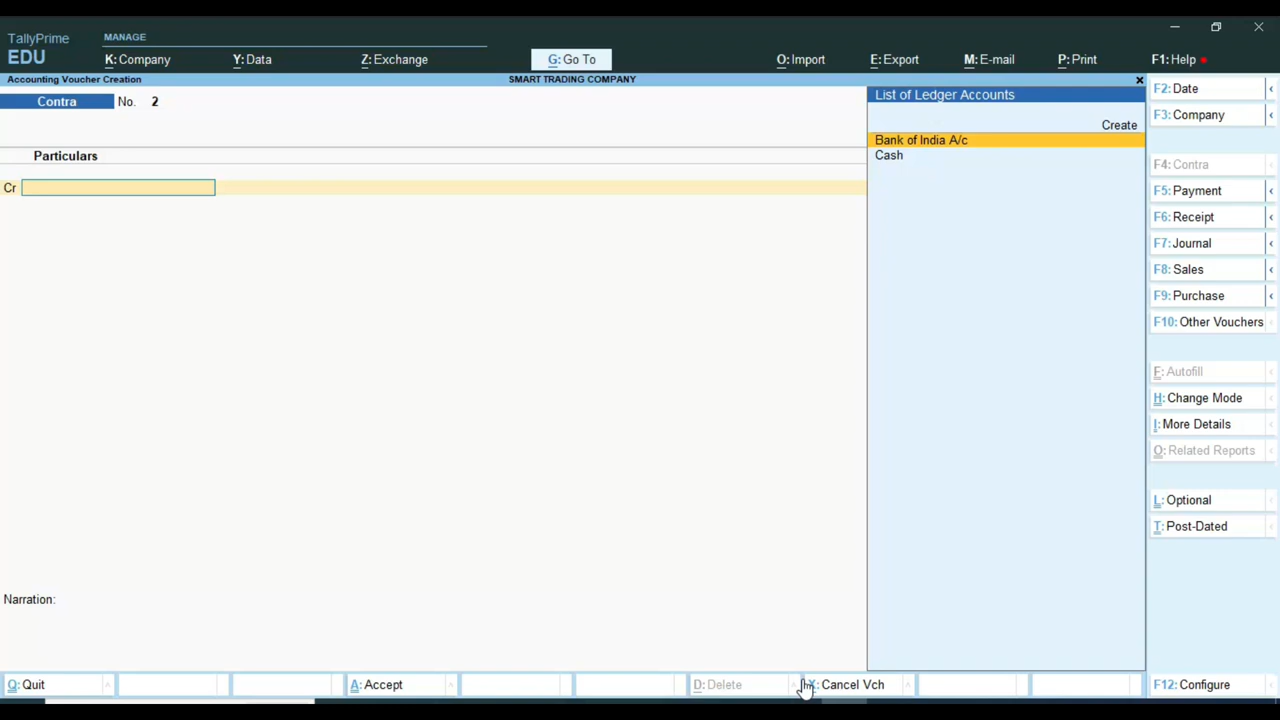 TallyPrime
EDU
MANAGE
K: Company
Y: Data
Z: Exchange
G: Go To
O: Import
E: Export
M: E-mail
P: Print
F1: Help
Accounting Voucher Creation
SMART TRADING COMPANY
Contra No. 2
Particulars
Cr
Narration:
List of Ledger Accounts
Create
Bank of India A/c
Cash
F2: Date
F3: Company
F4: Contra
F5: Payment
F6: Receipt
F7: Journal
F8: Sales
F9: Purchase
F10: Other Vouchers
F: Autofill
H: Change Mode
I: More Details
O: Related Reports
L: Optional
T: Post-Dated
Q: Quit
A: Accept
D: Delete
: Cancel Vch
F12: Configure